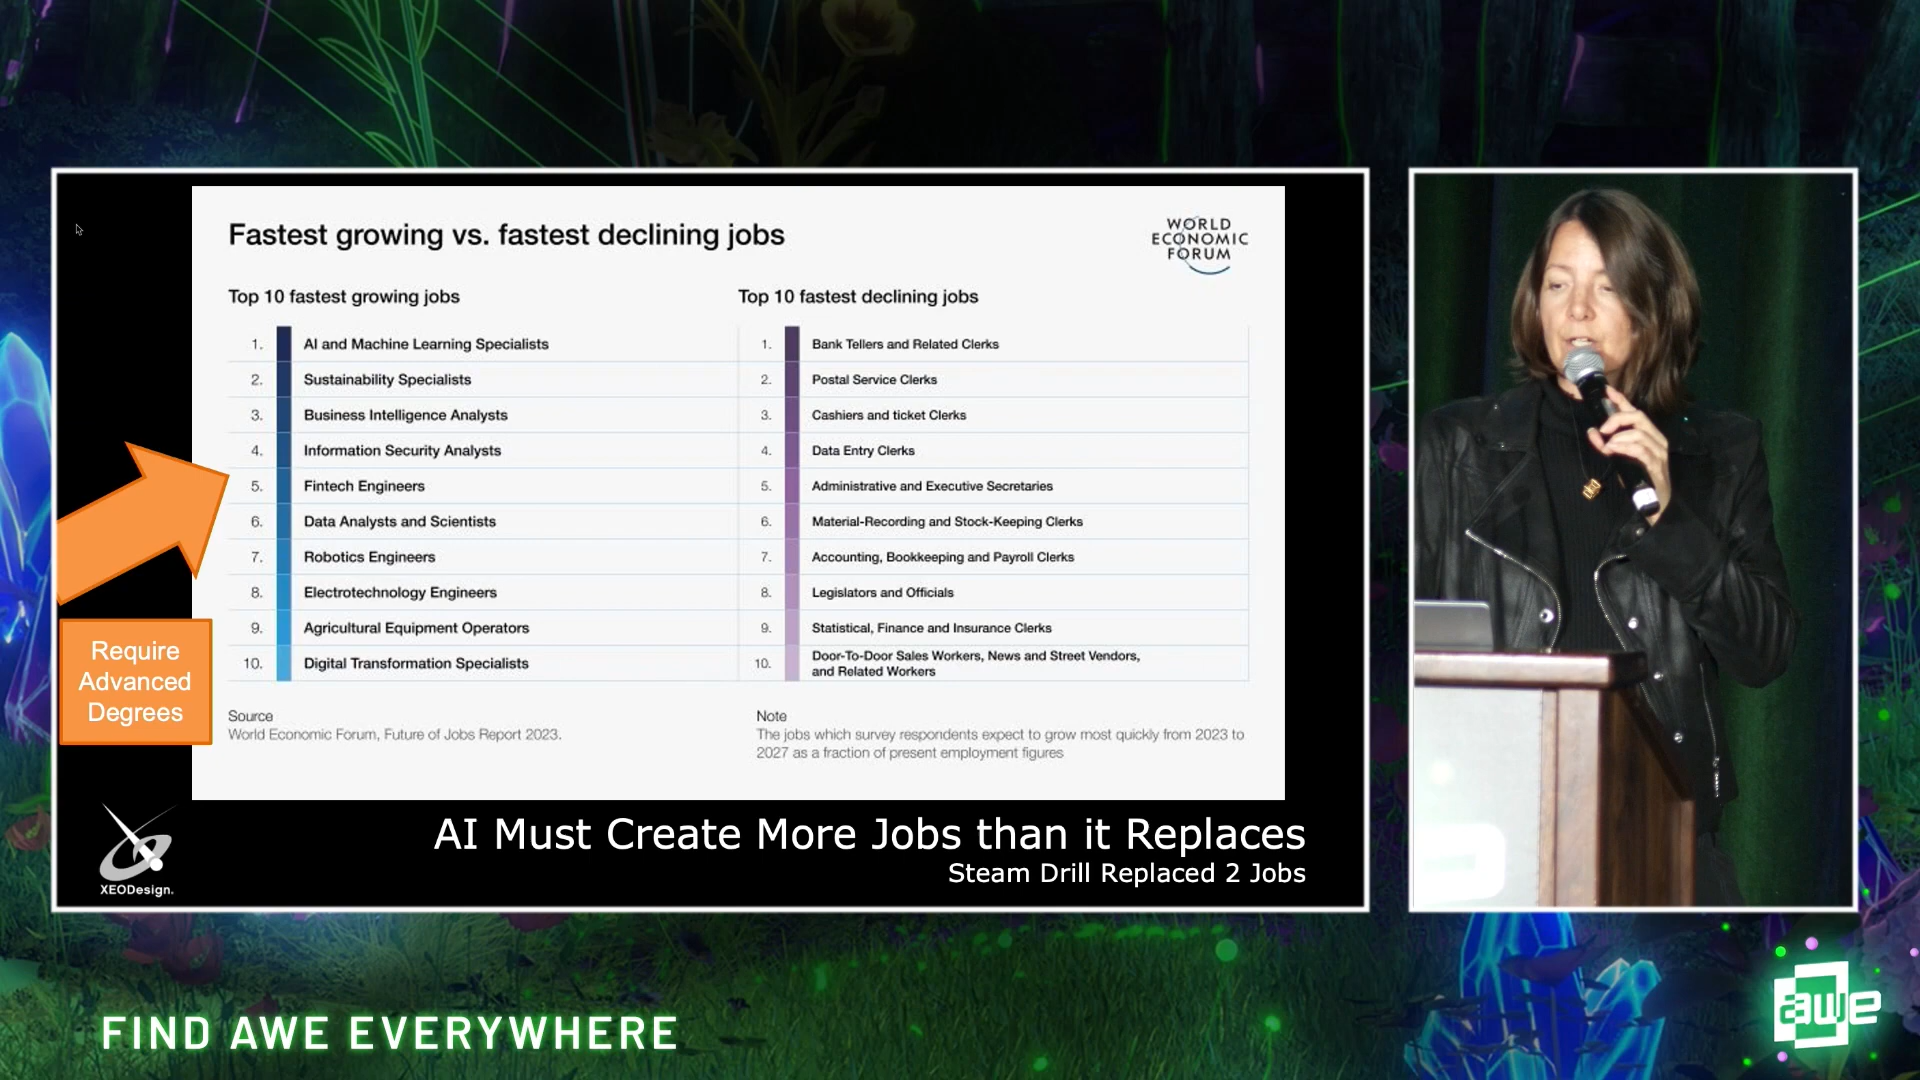 Fastest growing vs. fastest declining jobs
WORLD
ECONOMIC
FORUM
Top 10 fastest growing jobs
1. AI and Machine Learning Specialists
2. Sustainability Specialists
3. Business Intelligence Analysts
4. Information Security Analysts
5. Fintech Engineers
6. Data Analysts and Scientists
7. Robotics Engineers
8. Electrotechnology Engineers
9. Agricultural Equipment Operators
10. Digital Transformation Specialists
Top 10 fastest declining jobs
1. Bank Tellers and Related Clerks
2. Postal Service Clerks
3. Cashiers and ticket Clerks
4. Data Entry Clerks
5. Administrative and Executive Secretaries
6. Material-Recording and Stock-Keeping Clerks
7. Accounting, Bookkeeping and Payroll Clerks
8. Legislators and Officials
9. Statistical, Finance and Insurance Clerks
10. Door-To-Door Sales Workers, News and Street Vendors,
and Related Workers
Require
Advanced
Degrees
Source
World Economic Forum, Future of Jobs Report 2023.
Note
The jobs which survey respondents expect to grow most quickly from 2023 to
2027 as a fraction of present employment figures
XEODesign.
AI Must Create More Jobs than it Replaces
Steam Drill Replaced 2 Jobs
FIND AWE EVERYWHERE
awe